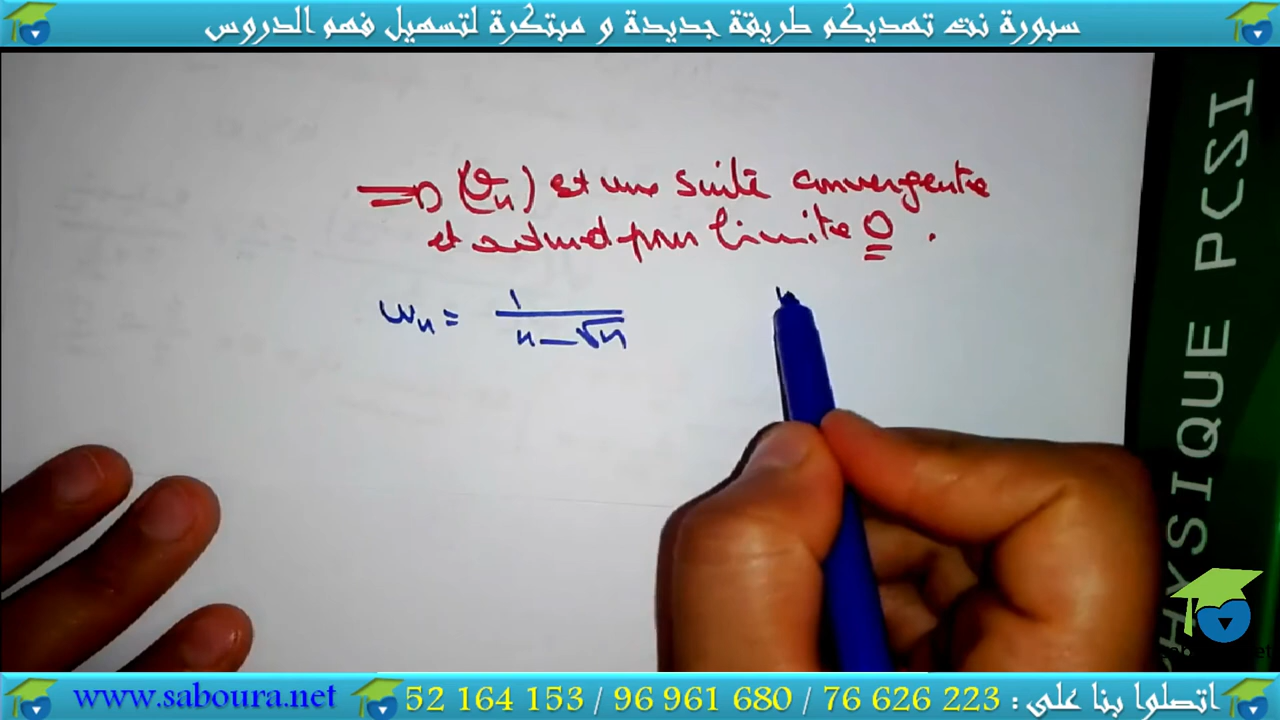 سبورة نت تهديكم طريقة جديدة و مبتكرة لتسهيل فهم الدروس
=> (vn) est une suite convergente
et admet pour limite 0 .
wn = 1 / (n - √n)
PHYSIQUE PCSI
www.saboura.net 52 164 153 / 96 961 680 / 76 626 223 : اتصلوا بنا على